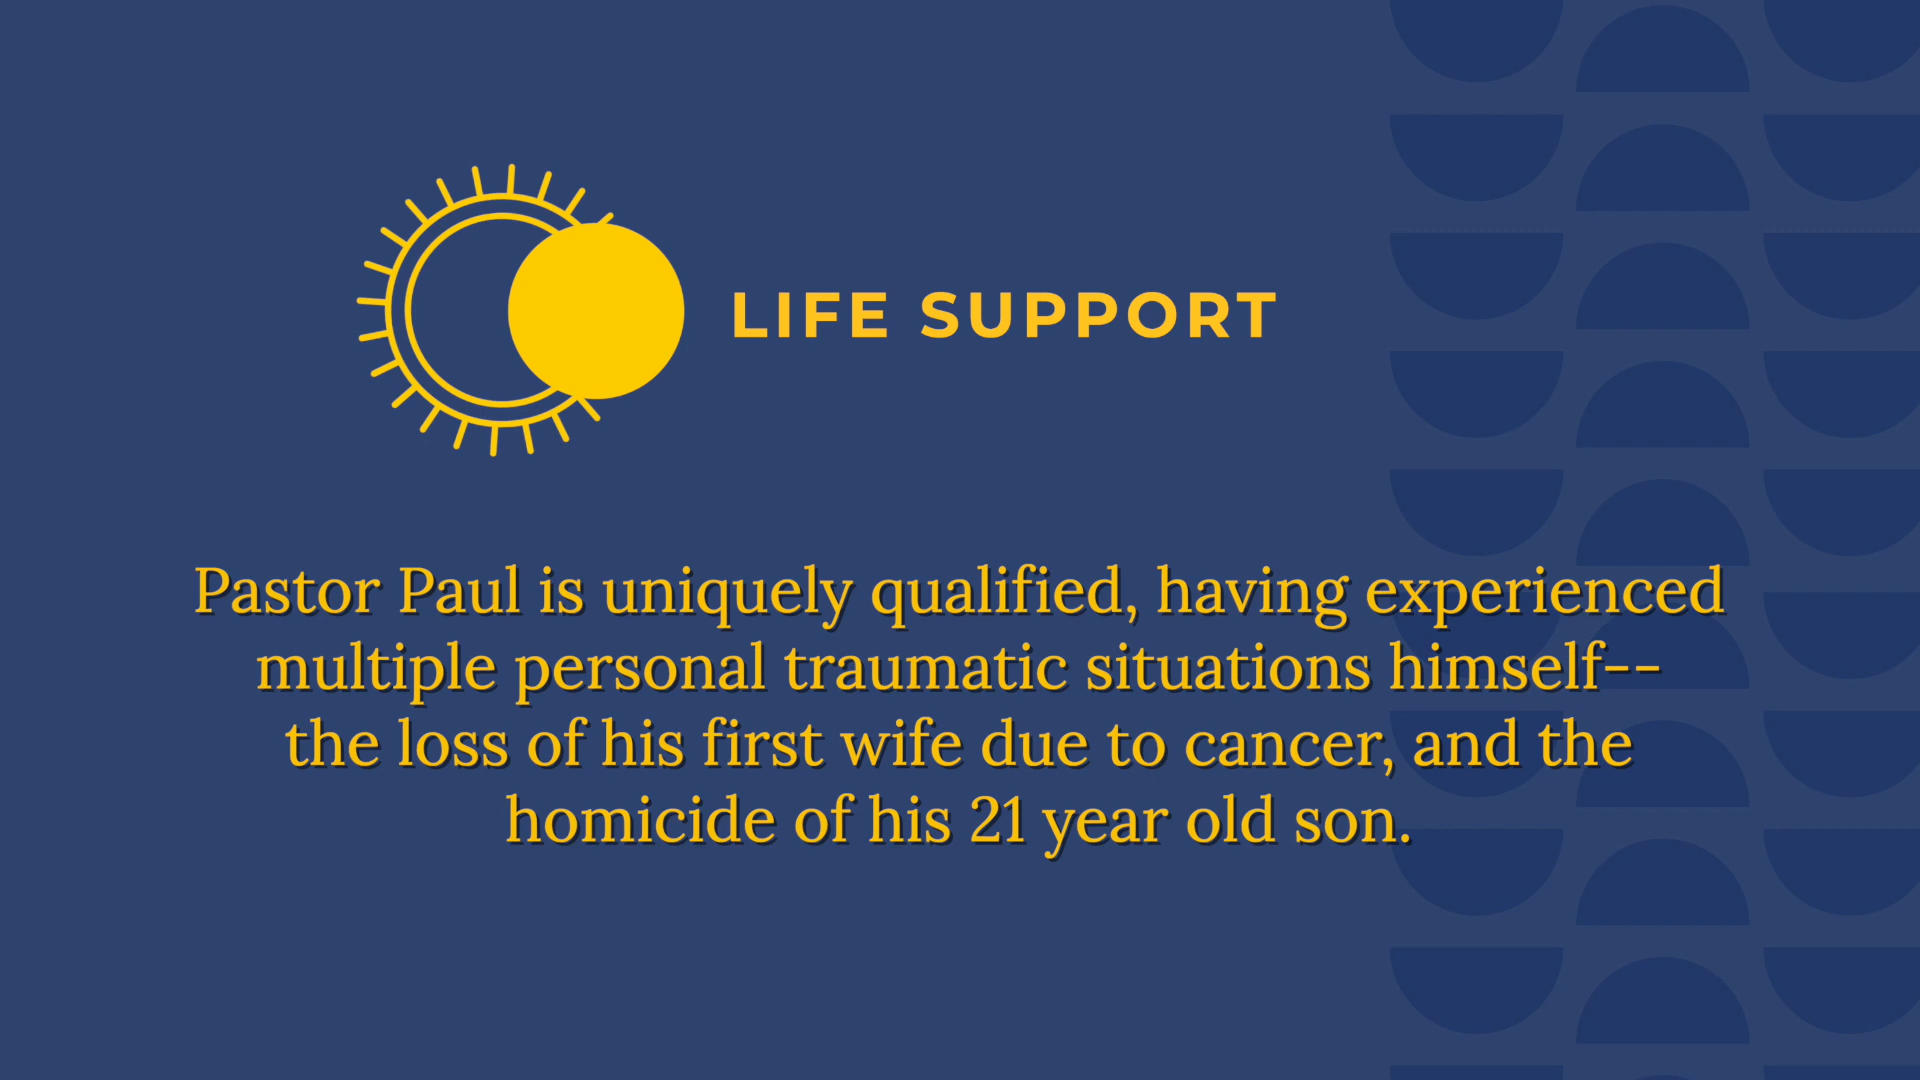 LIFE SUPPORT
Pastor Paul is uniquely qualified, having experienced
multiple personal traumatic situations himself--
the loss of his first wife due to cancer, and the
homicide of his 21 year old son.